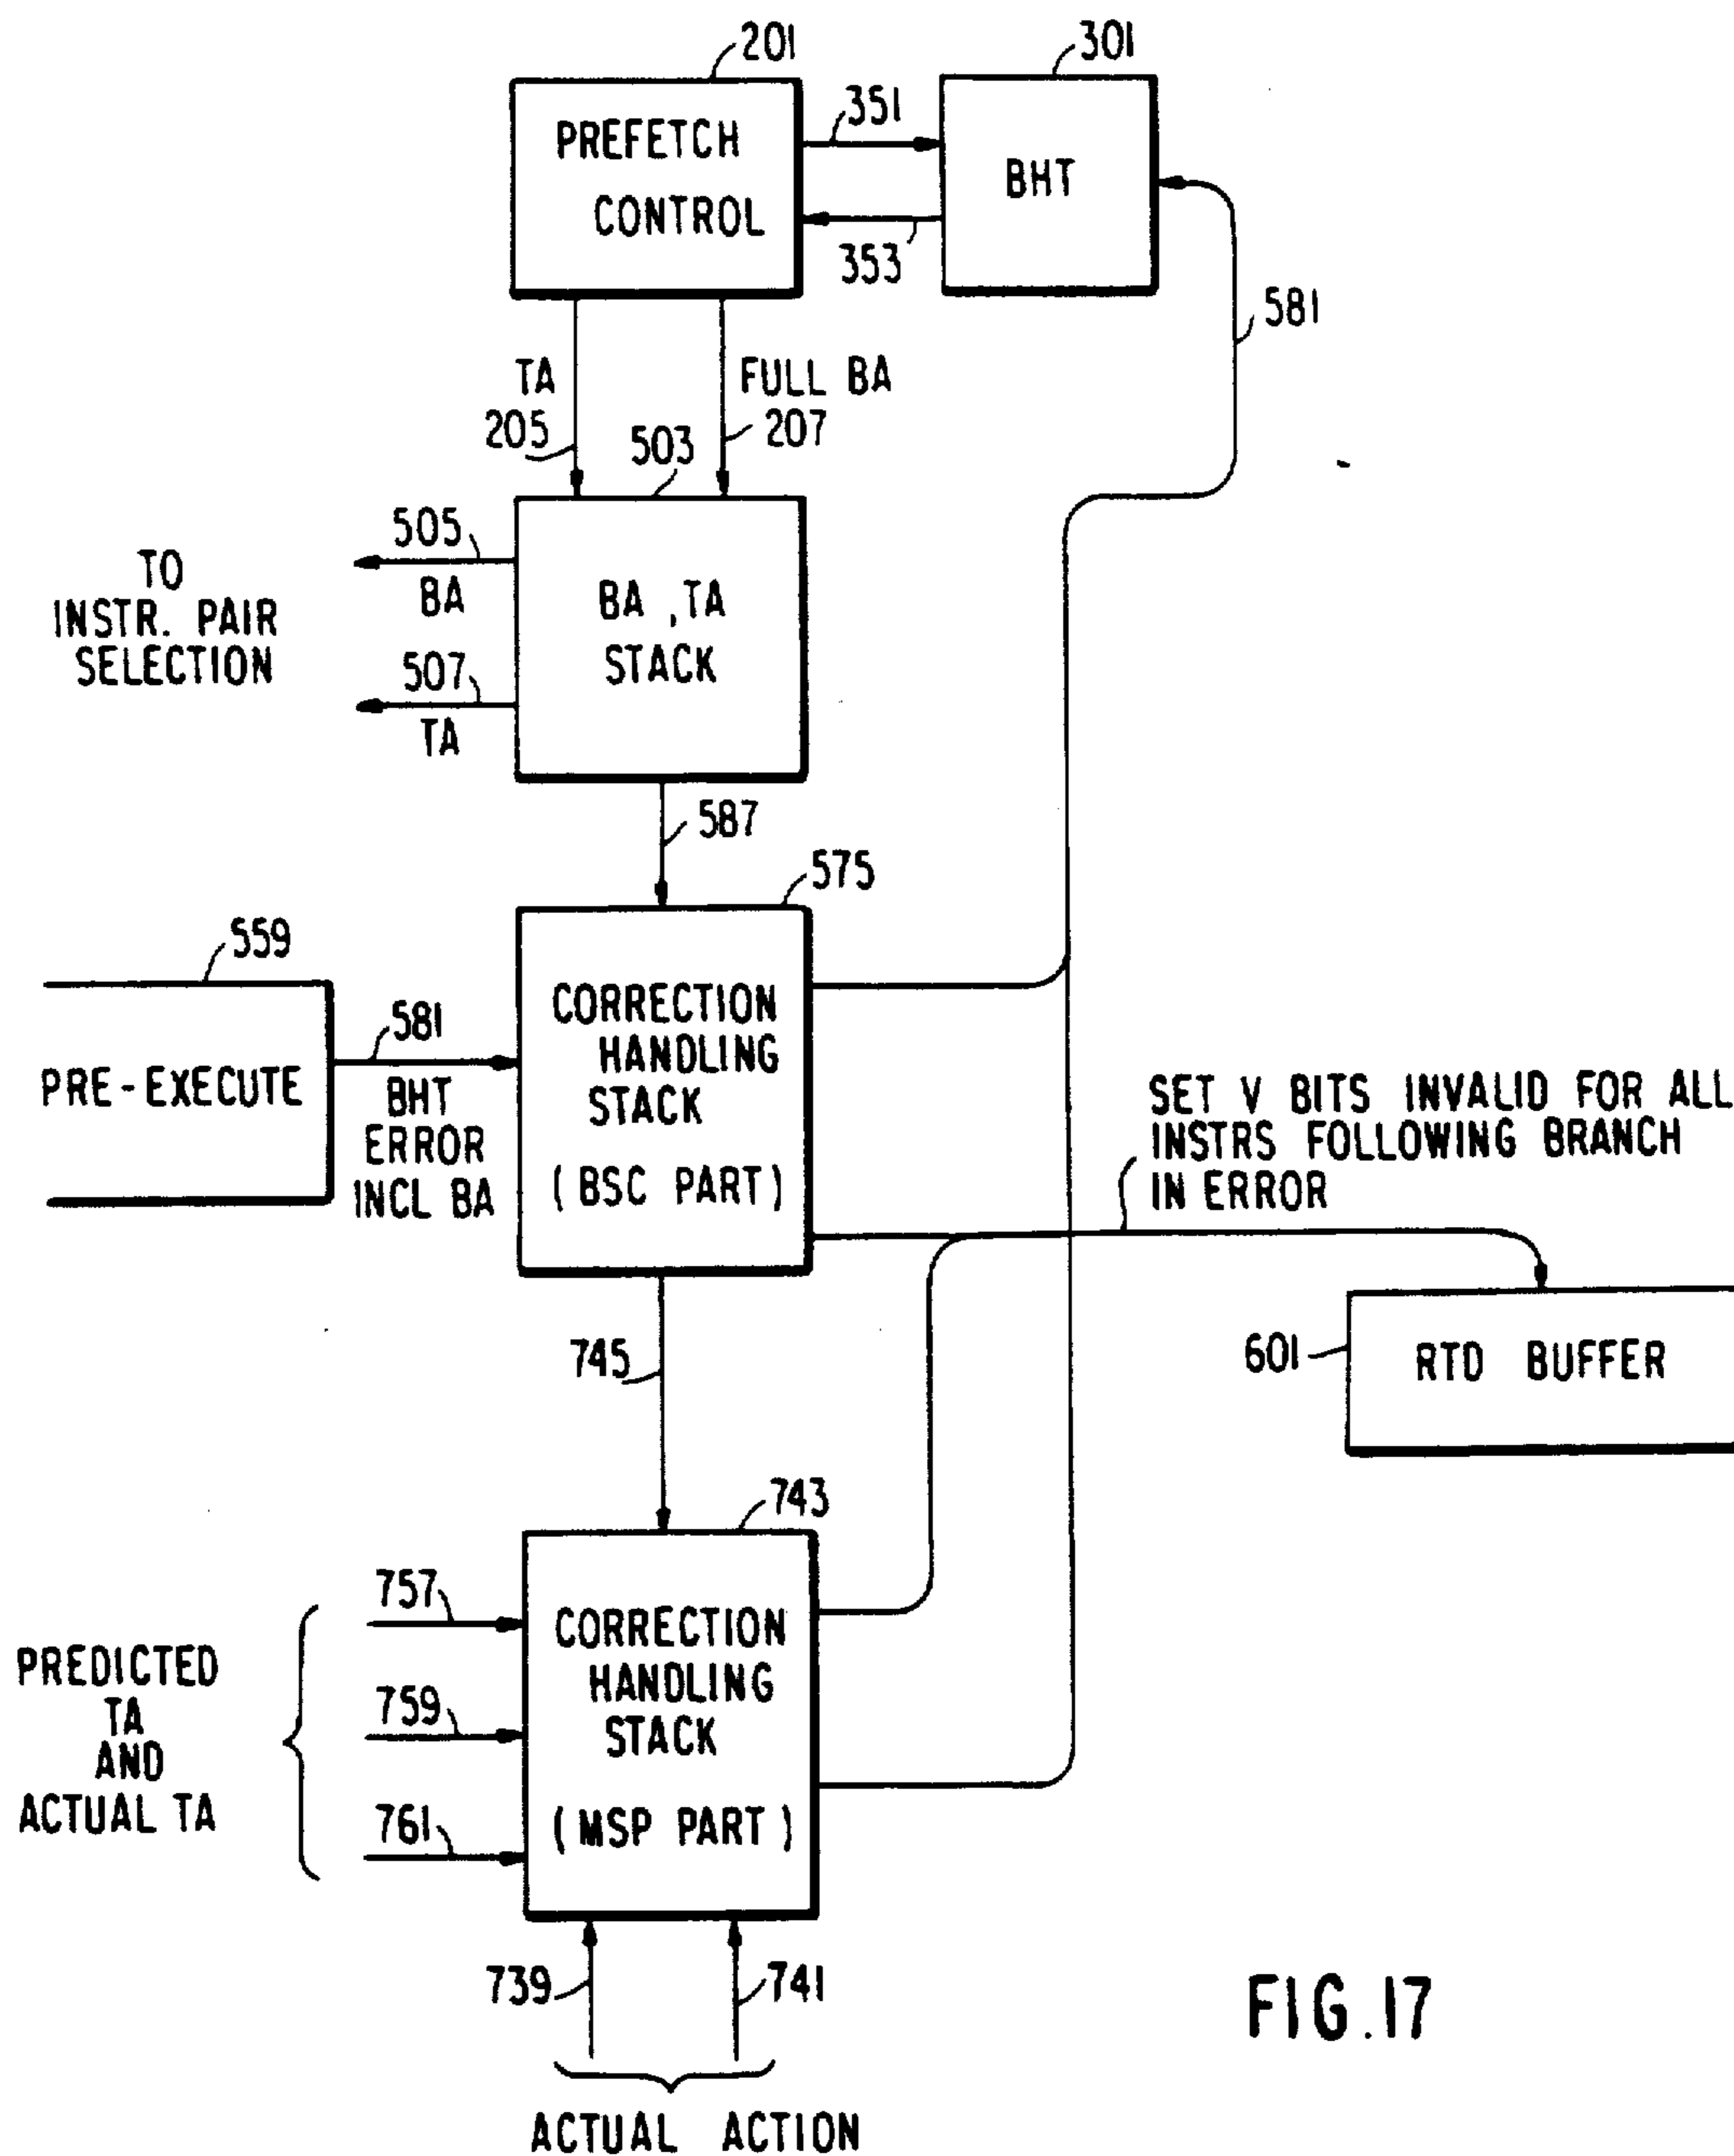 201
301
PREFETCH
CONTROL
351
BHT
353
581
TA
205
FULL BA
207
503
505
BA
TO
INSTR. PAIR
SELECTION
507
TA
BA ,TA
STACK
587
575
559
PRE-EXECUTE
581
BHT
ERROR
INCL BA
CORRECTION
HANDLING
STACK
(BSC PART)
SET V BITS INVALID FOR ALL
INSTRS FOLLOWING BRANCH
IN ERROR
601
RTD BUFFER
745
743
PREDICTED
TA
AND
ACTUAL TA
757
759
761
CORRECTION
HANDLING
STACK
(MSP PART)
739
741
ACTUAL ACTION
FIG.17